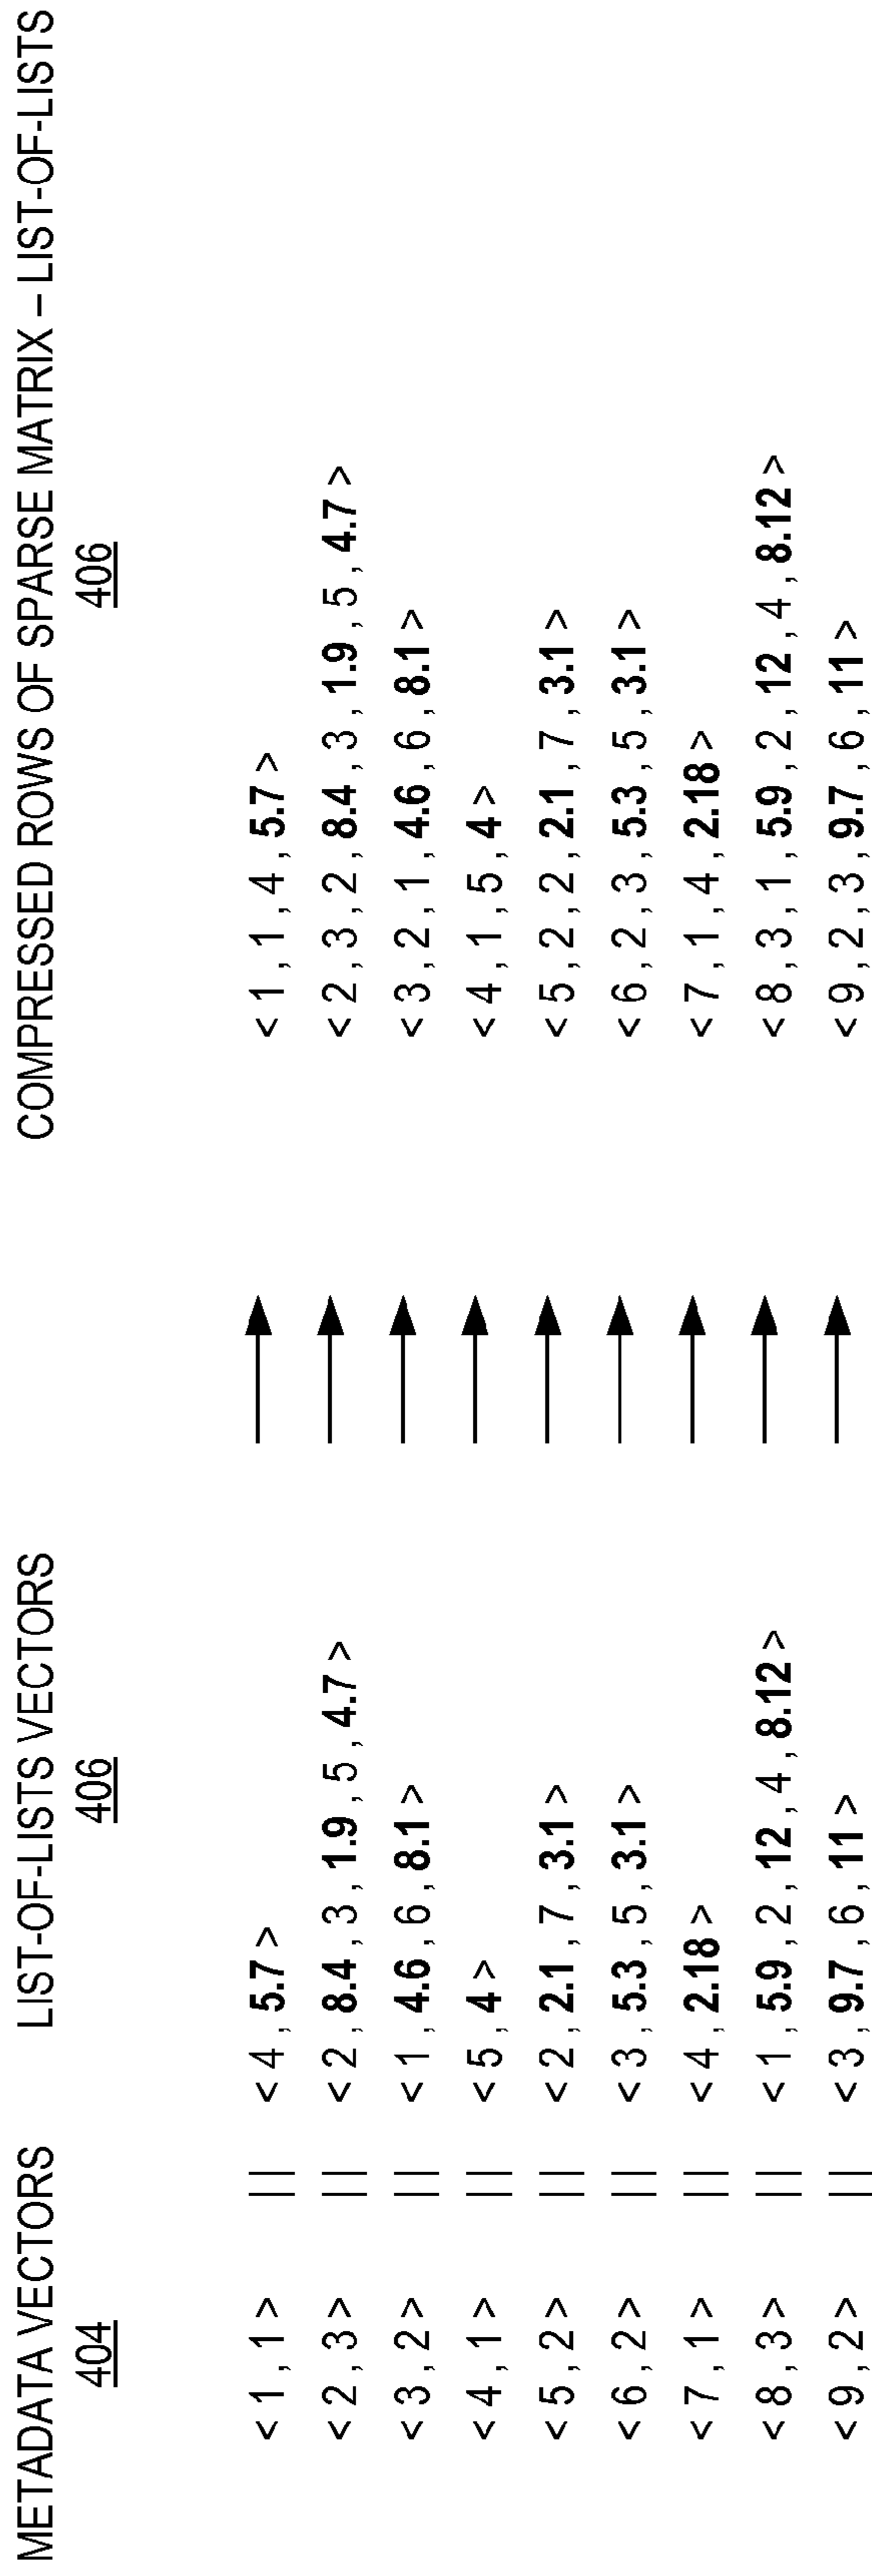 METADATA VECTORS LIST-OF-LISTS VECTORS COMPRESSED ROWS OF SPARSE MATRIX – LIST-OF-LISTS
404 406 406
< 1 , 1 > || < 4 , 5.7 > < 1 , 1 , 4 , 5.7 >
< 2 , 3 > || < 2 , 8.4 , 3 , 1.9 , 5 , 4.7 > < 2 , 3 , 2 , 8.4 , 3 , 1.9 , 5 , 4.7 >
< 3 , 2 > || < 1 , 4.6 , 6 , 8.1 > < 3 , 2 , 1 , 4.6 , 6 , 8.1 >
< 4 , 1 > || < 5 , 4 > < 4 , 1 , 5 , 4 >
< 5 , 2 > || < 2 , 2.1 , 7 , 3.1 > < 5 , 2 , 2 , 2.1 , 7 , 3.1 >
< 6 , 2 > || < 3 , 5.3 , 5 , 3.1 > < 6 , 2 , 3 , 5.3 , 5 , 3.1 >
< 7 , 1 > || < 4 , 2.18 > < 7 , 1 , 4 , 2.18 >
< 8 , 3 > || < 1 , 5.9 , 2 , 12 , 4 , 8.12 > < 8 , 3 , 1 , 5.9 , 2 , 12 , 4 , 8.12 >
< 9 , 2 > || < 3 , 9.7 , 6 , 11 > < 9 , 2 , 3 , 9.7 , 6 , 11 >